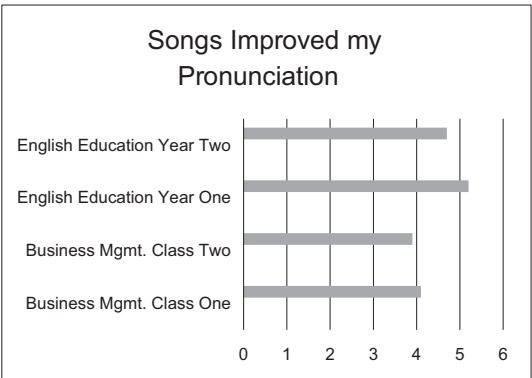 Songs Improved my
Pronunciation
English Education Year Two
English Education Year One
Business Mgmt. Class Two
Business Mgmt. Class One
0 1 2 3 4 5 6